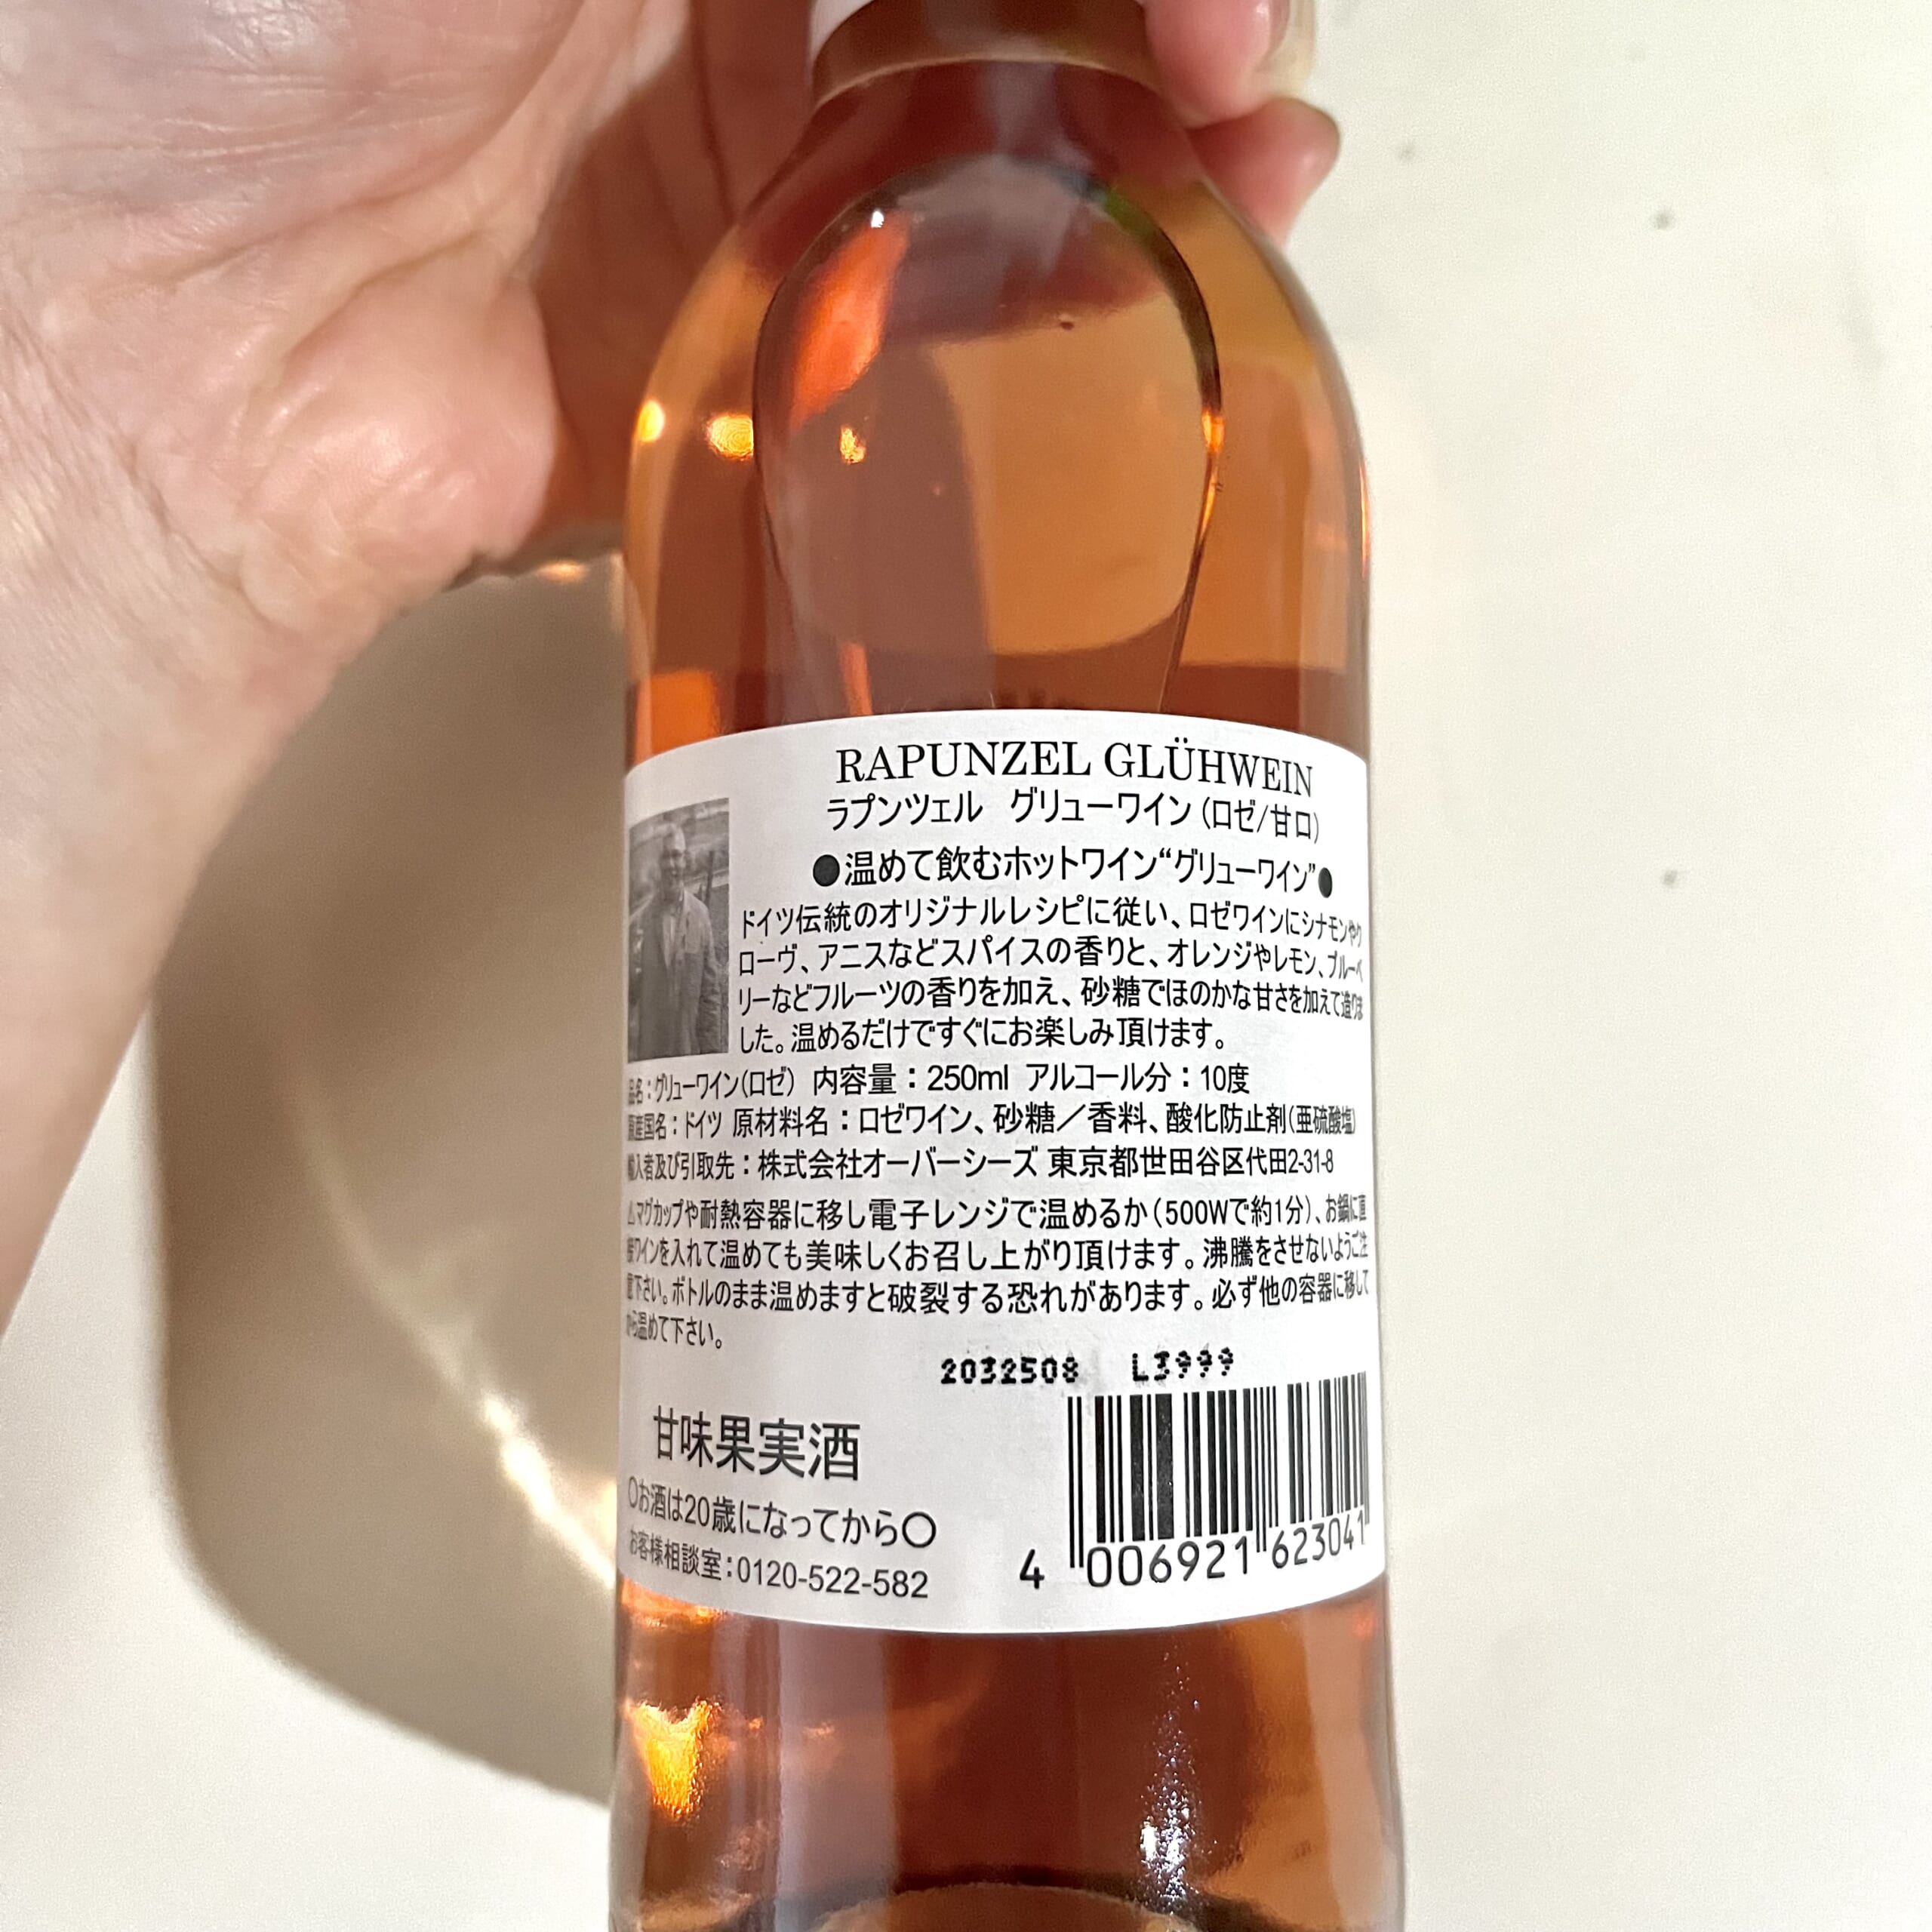 RAPUNZEL GLÜHWEIN
ラプンツェル グリューワイン (ロゼ/甘口)
●温めて飲むホットワイン“グリューワイン”●
ドイツ伝統のオリジナルレシピに従い、ロゼワインにシナモンやク
ローヴ、アニスなどスパイスの香りと、オレンジやレモン、ブルーベ
リーなどフルーツの香りを加え、砂糖でほのかな甘さを加えて造りま
した。温めるだけですぐにお楽しみ頂けます。
品名：グリューワイン(ロゼ) 内容量：250ml アルコール分：10度
原産国名：ドイツ 原材料名：ロゼワイン、砂糖／香料、酸化防止剤(亜硫酸塩)
輸入者及び引取先：株式会社オーバーシーズ 東京都世田谷区代田2-31-8
⚠マグカップや耐熱容器に移し電子レンジで温めるか(500Wで約1分)、お鍋に直
接ワインを入れて温めても美味しくお召し上がり頂けます。沸騰をさせないようご注
意下さい。ボトルのまま温めますと破裂する恐れがあります。必ず他の容器に移して
から温めて下さい。
2032508 L3999
甘味果実酒
〇お酒は20歳になってから〇
お客様相談室：0120-522-582
4 006921 623041